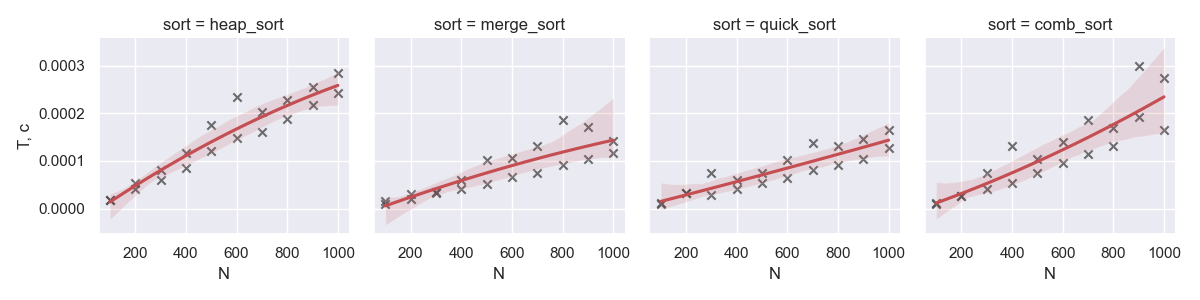 sort = heap_sort
sort = merge_sort
sort = quick_sort
sort = comb_sort
0.0003
0.0002
0.0001
0.0000
T, c
200 400 600 800 1000
200 400 600 800 1000
200 400 600 800 1000
200 400 600 800 1000
N
N
N
N